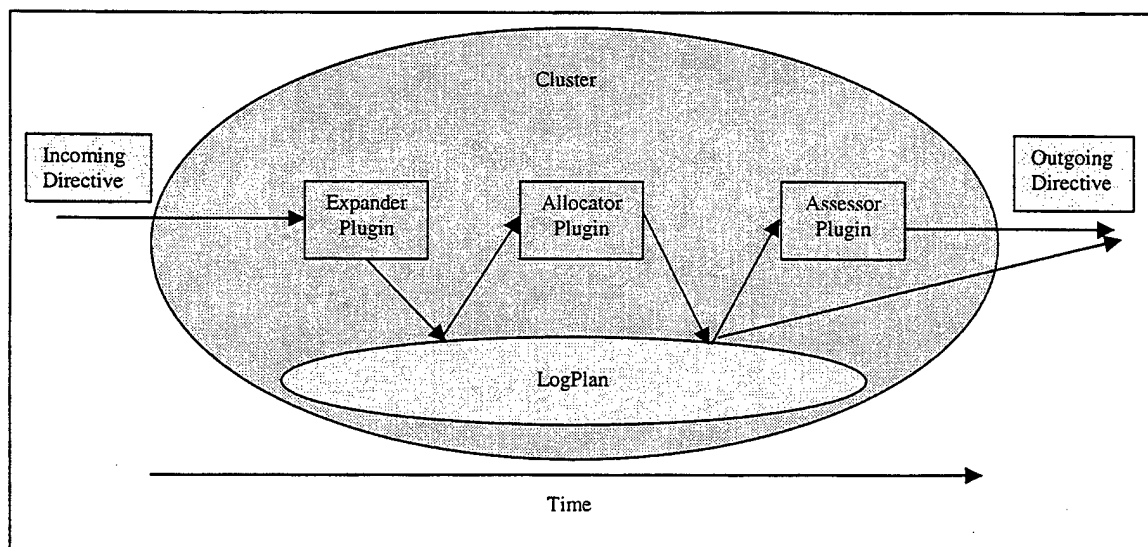 Cluster
Incoming
Directive
Outgoing
Directive
Expander
Plugin
Allocator
Plugin
Assessor
Plugin
LogPlan
Time